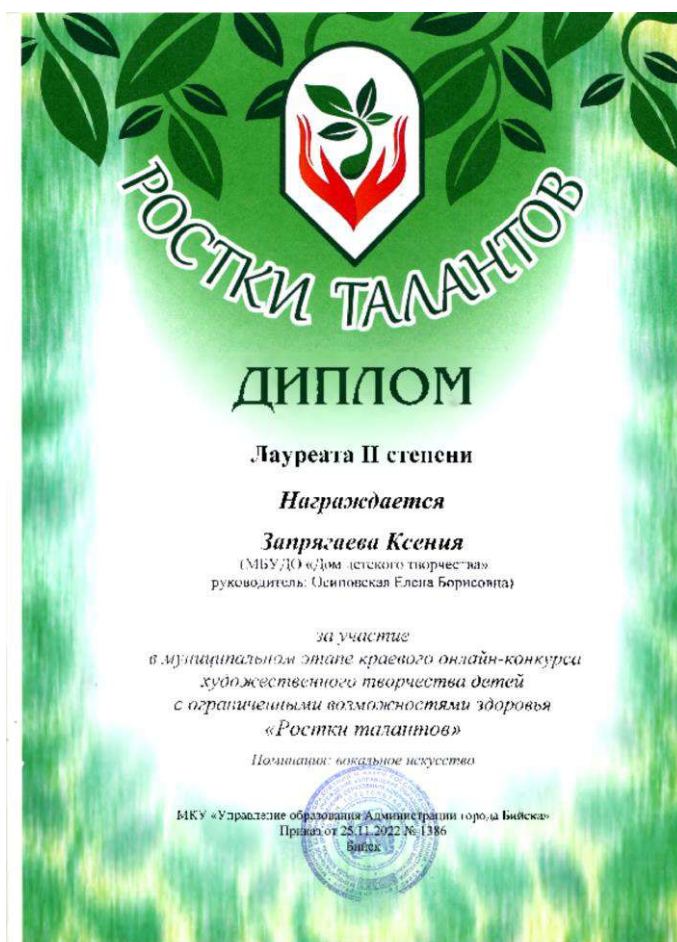 РОСТКИ ТАЛАНТОВ
ДИПЛОМ
Лауреата II степени
Награждается
Запрягаева Ксения
(МБУДО «Дом детского творчества»
руководитель: Осиповская Елена Борисовна)
за участие
в муниципальном этапе краевого онлайн-конкурса
художественного творчества детей
с ограниченными возможностями здоровья
«Ростки талантов»
Номинация: вокальное искусство
МКУ «Управление образования Администрации города Бийска»
Приказ от 25.11.2022 № 1386
Бийск